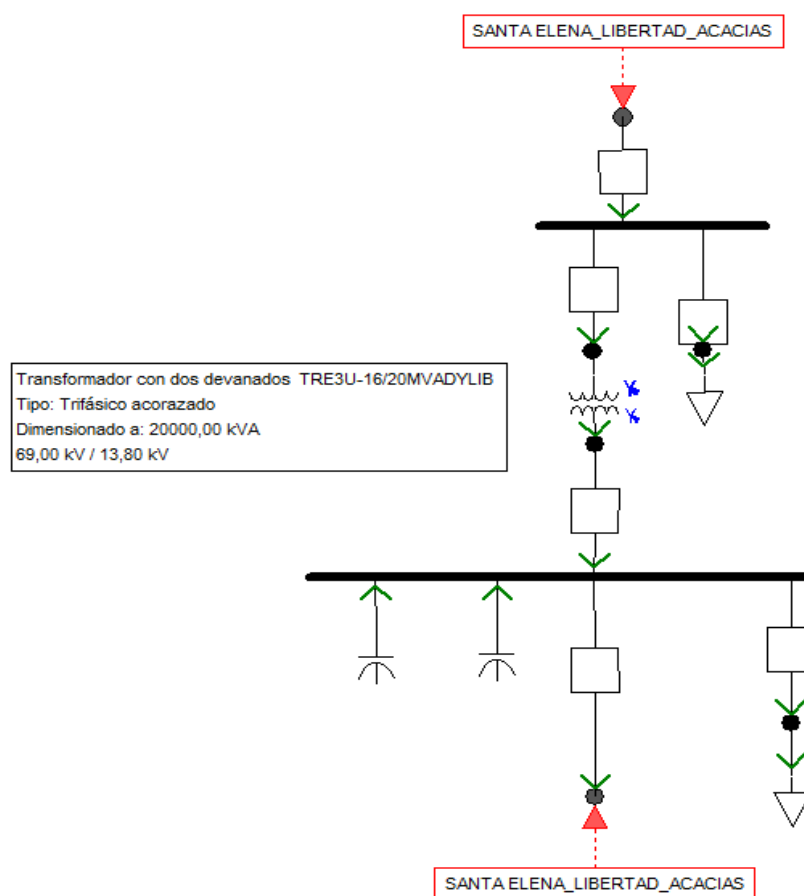 SANTA ELENA_LIBERTAD_ACACIAS
Transformador con dos devanados  TRE3U-16/20MVADYLIB
Tipo: Trifásico acorazado
Dimensionado a: 20000,00 kVA
69,00 kV / 13,80 kV
SANTA ELENA_LIBERTAD_ACACIAS